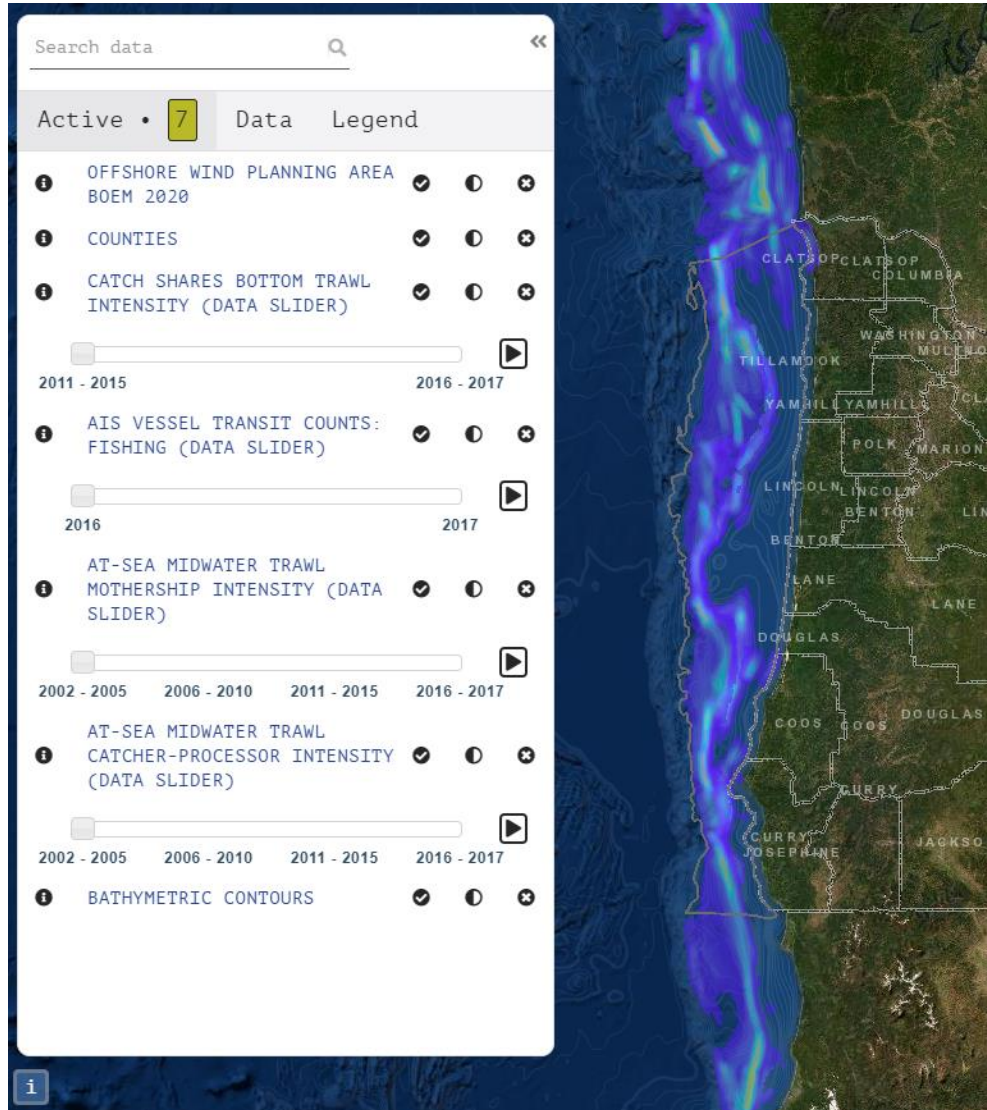 Search data
«
Active • 7 Data Legend
OFFSHORE WIND PLANNING AREA
BOEM 2020
COUNTIES
CATCH SHARES BOTTOM TRAWL
INTENSITY (DATA SLIDER)
2011 - 2015 2016 - 2017
AIS VESSEL TRANSIT COUNTS:
FISHING (DATA SLIDER)
2016 2017
AT-SEA MIDWATER TRAWL
MOTHERSHIP INTENSITY (DATA
SLIDER)
2002 - 2005 2006 - 2010 2011 - 2015 2016 - 2017
AT-SEA MIDWATER TRAWL
CATCHER-PROCESSOR INTENSITY
(DATA SLIDER)
2002 - 2005 2006 - 2010 2011 - 2015 2016 - 2017
BATHYMETRIC CONTOURS
i
CLATSOP CLATSOP
COLUMBIA
WASHINGTON
MULTNO
TILLAMOOK
YAMHILL YAMHILL CL
POLK MARION
LINCOLN LINCOLN
BENTON LIN
BENTON
LANE
LANE
DOUGLAS
DOUGLAS
COOS COOS
CURRY
CURRY JACKSO
JOSEPHINE